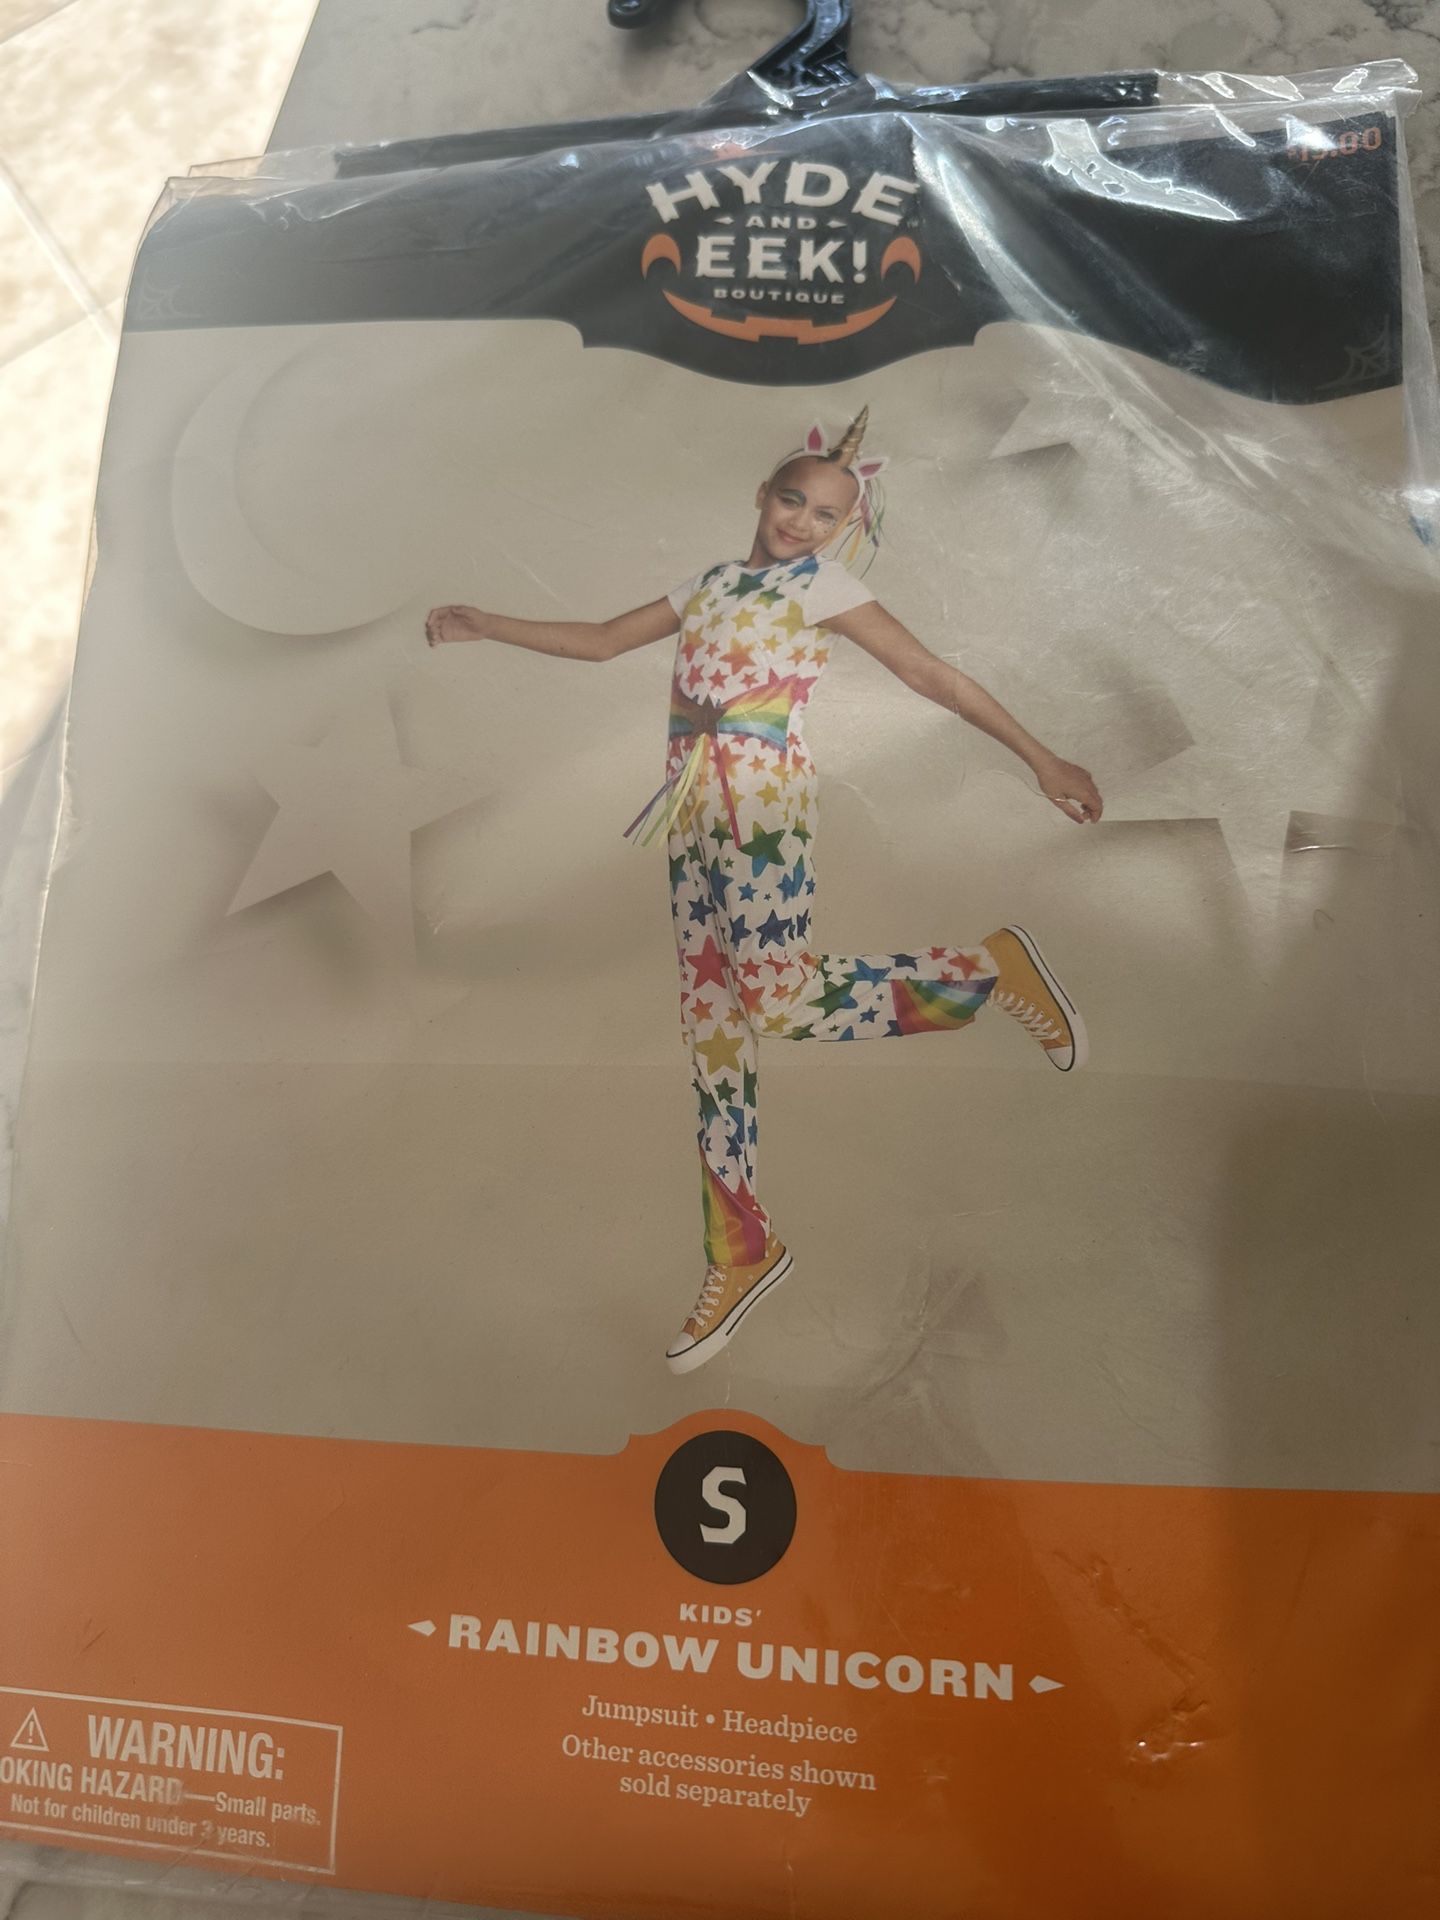 HYDE
AND
EEK!
BOUTIQUE
S
KIDS'
RAINBOW UNICORN
Jumpsuit • Headpiece
Other accessories shown
sold separately
WARNING:
OKING HAZARD—Small parts.
Not for children under 3 years.